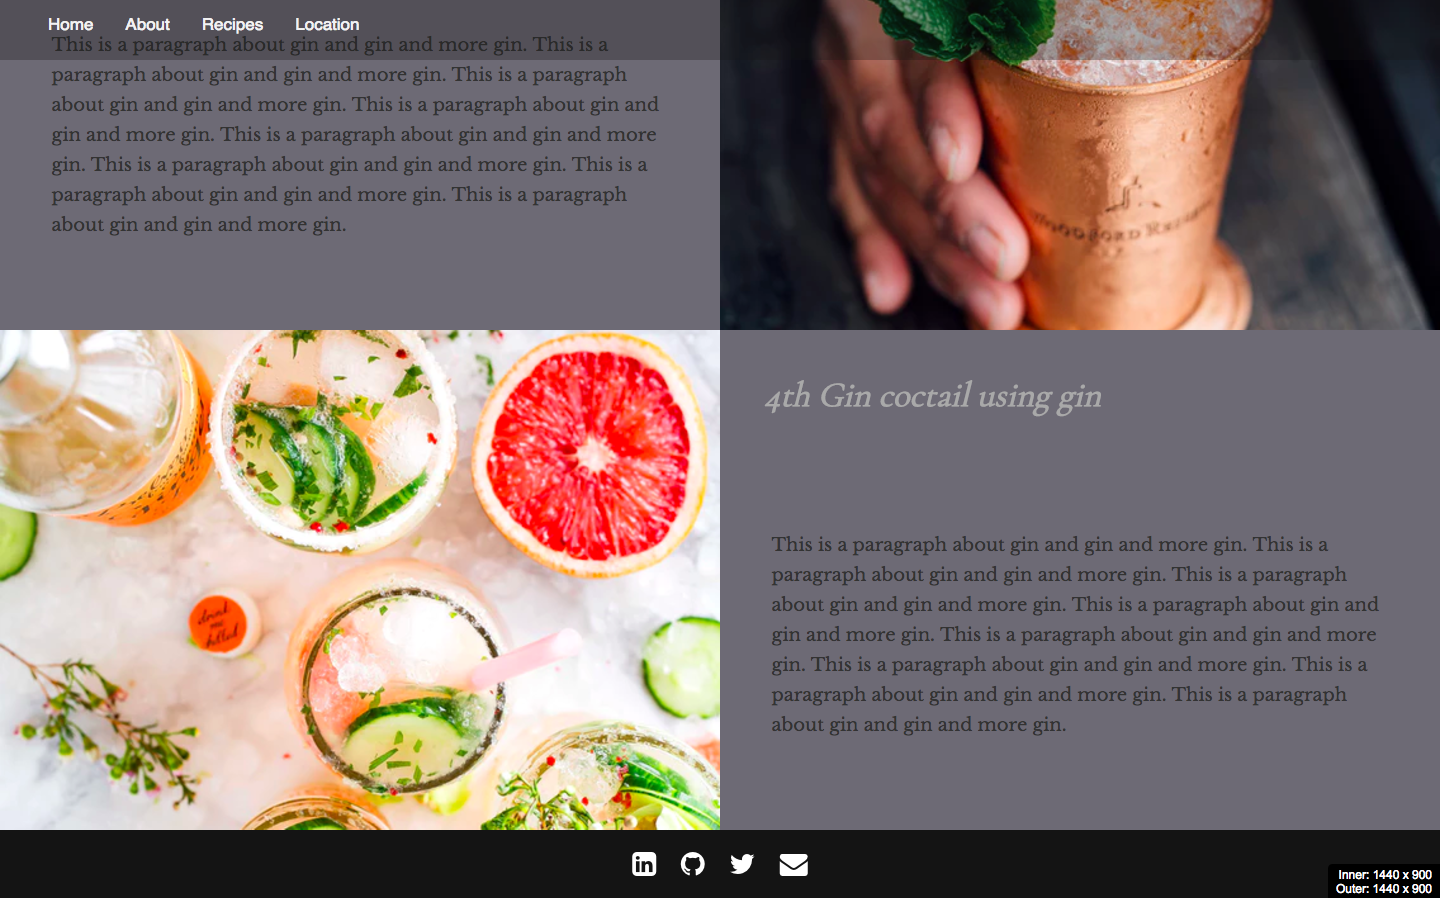 Home About Recipes Location
This is a paragraph about gin and gin and more gin. This is a
paragraph about gin and gin and more gin. This is a paragraph
about gin and gin and more gin. This is a paragraph about gin and
gin and more gin. This is a paragraph about gin and gin and more
gin. This is a paragraph about gin and gin and more gin. This is a
paragraph about gin and gin and more gin. This is a paragraph
about gin and gin and more gin.
WOODFORD RESERVE
drink
me
chilled
4th Gin coctail using gin
This is a paragraph about gin and gin and more gin. This is a
paragraph about gin and gin and more gin. This is a paragraph
about gin and gin and more gin. This is a paragraph about gin and
gin and more gin. This is a paragraph about gin and gin and more
gin. This is a paragraph about gin and gin and more gin. This is a
paragraph about gin and gin and more gin. This is a paragraph
about gin and gin and more gin.
in
Inner: 1440 x 900
Outer: 1440 x 900